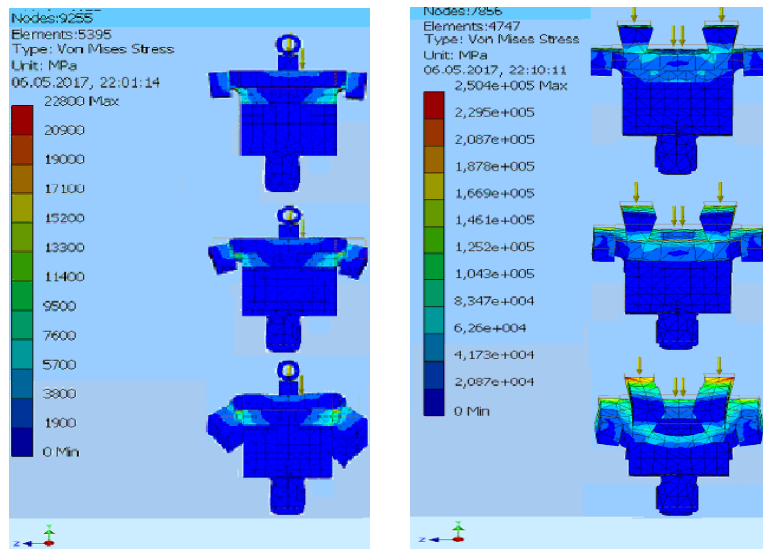 Nodes:9255
Elements:5395
Type: Von Mises Stress
Unit: MPa
06.05.2017, 22:01:14
22800 Max
20900
19000
17100
15200
13300
11400
9500
7600
5700
3800
1900
0 Min
Y
Z
Nodes:7856
Elements:4747
Type: Von Mises Stress
Unit: MPa
06.05.2017, 22:10:11
2,504e+005 Max
2,295e+005
2,087e+005
1,878e+005
1,669e+005
1,461e+005
1,252e+005
1,043e+005
8,347e+004
6,26e+004
4,173e+004
2,087e+004
0 Min
Y
Z